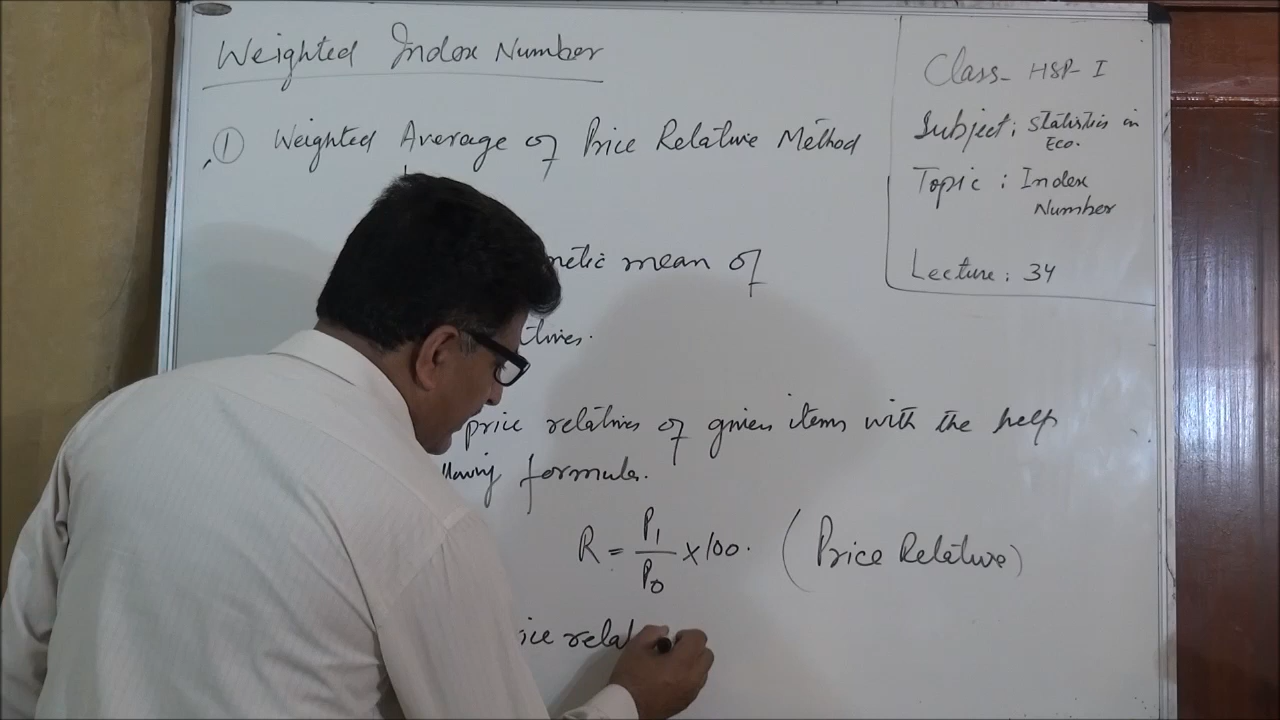 Weighted Index Number
① Weighted Average of Price Relative Method
metic mean of
tives.
price relatives of given items with the help
llowing formula.
R = P₁/P₀ × 100. (Price Relative)
ice relat
Class- HSP-I
Subject: Statistics in
Eco.
Topic: Index
Number
Lecture: 34